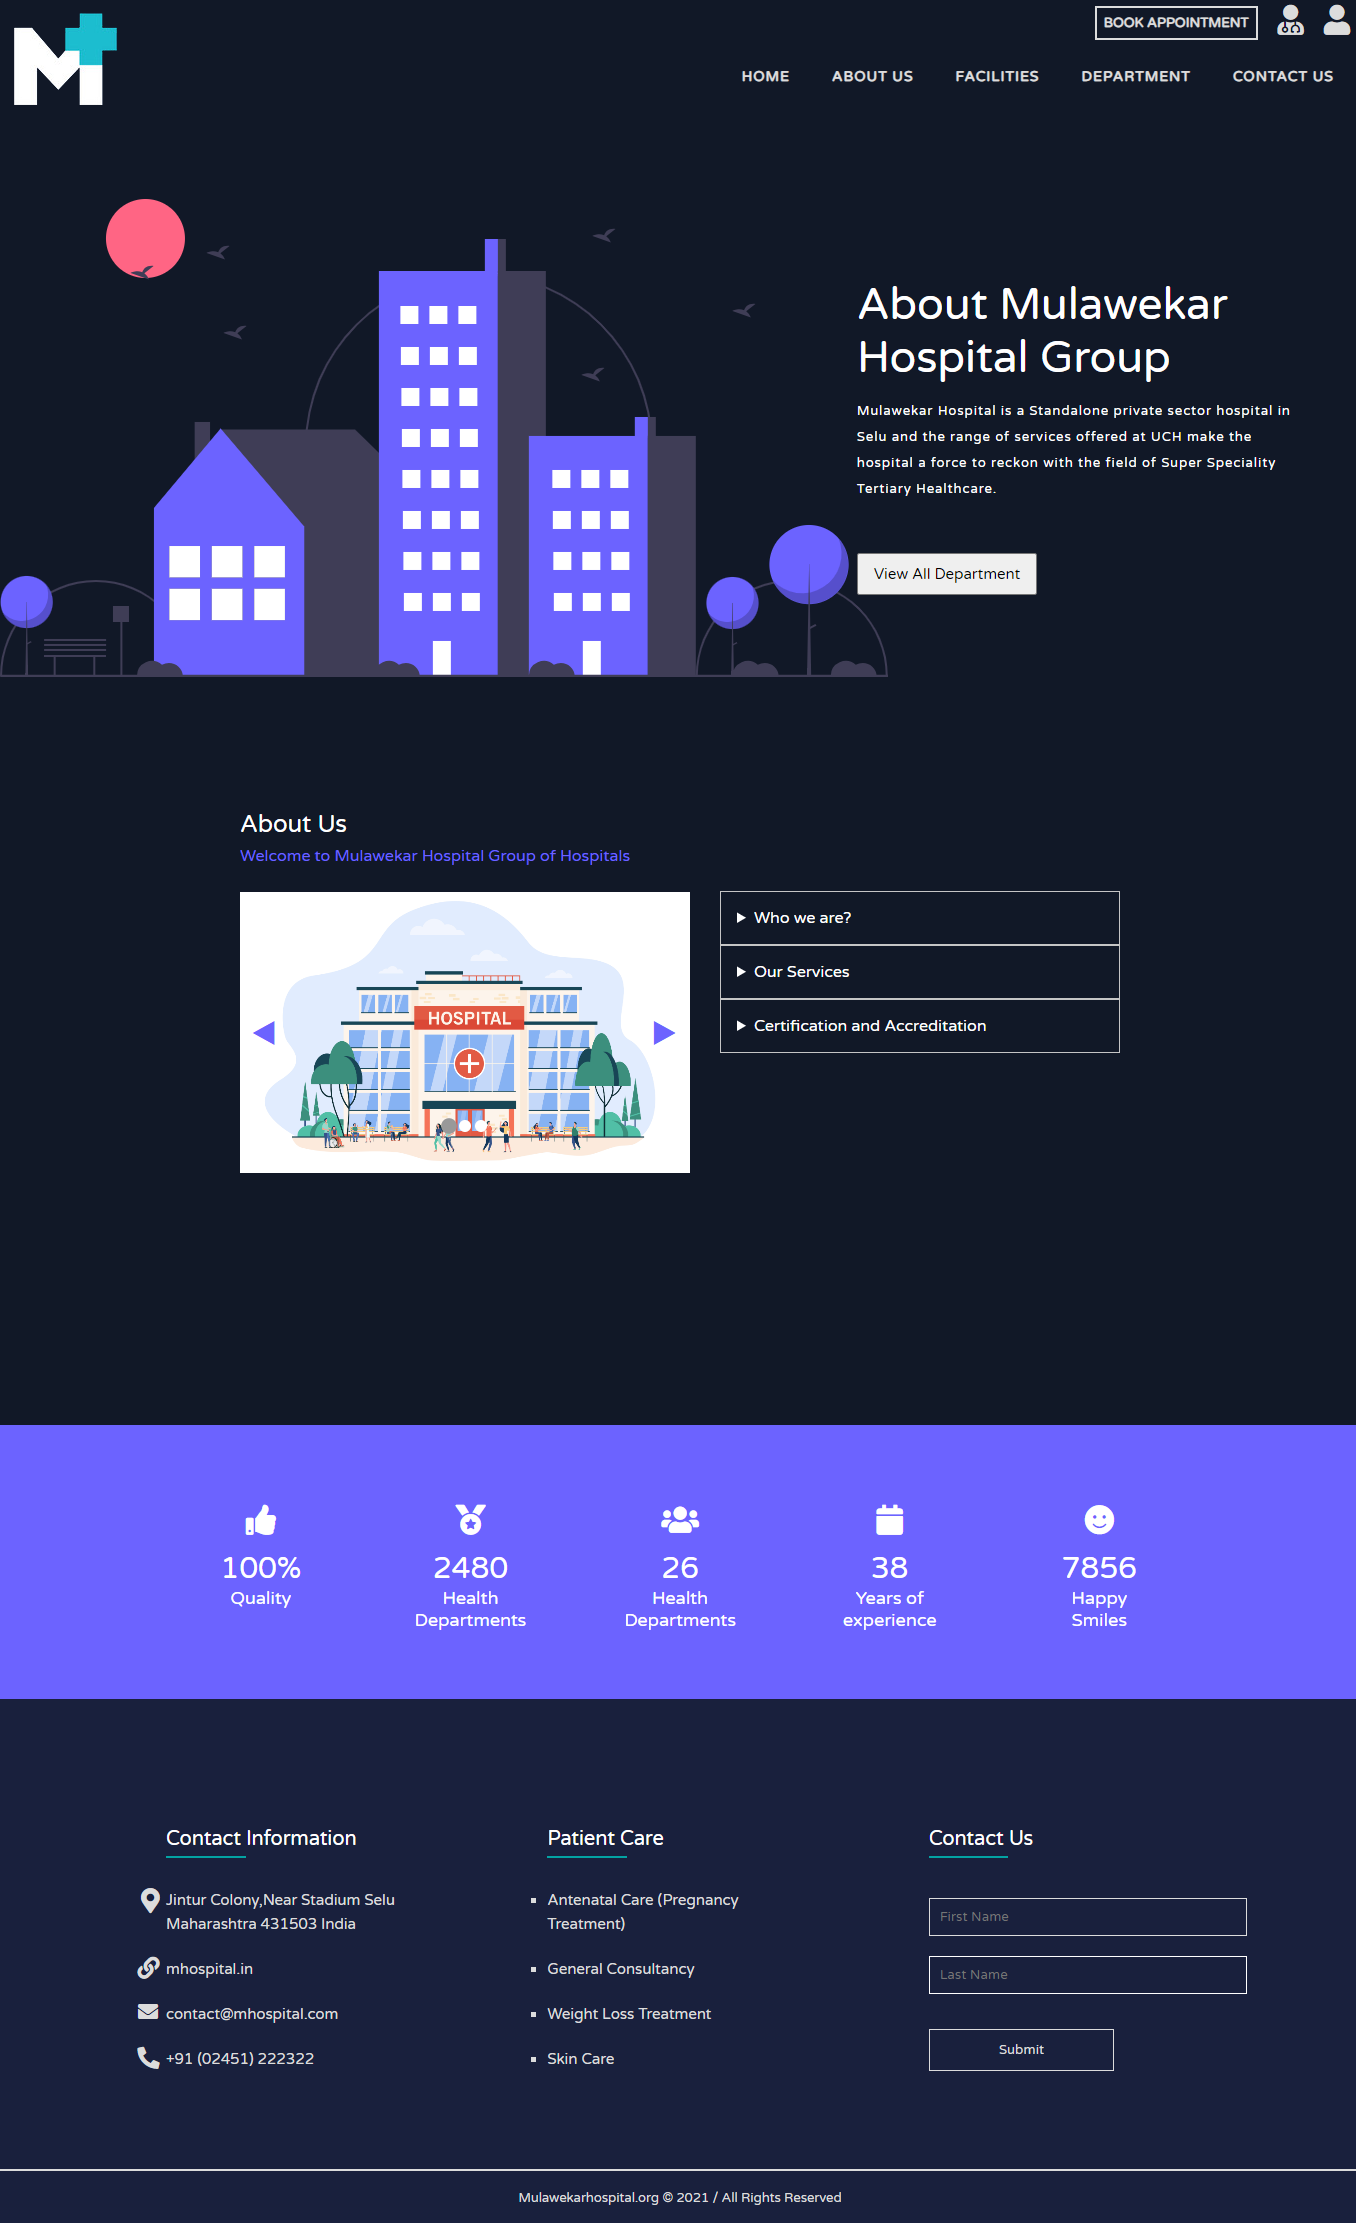 M
BOOK APPOINTMENT
HOME ABOUT US FACILITIES DEPARTMENT CONTACT US
About Mulawekar
Hospital Group
Mulawekar Hospital is a Standalone private sector hospital in
Selu and the range of services offered at UCH make the
hospital a force to reckon with the field of Super Speciality
Tertiary Healthcare.
View All Department
About Us
Welcome to Mulawekar Hospital Group of Hospitals
HOSPITAL
Who we are?
Our Services
Certification and Accreditation
100%
Quality
2480
Health
Departments
26
Health
Departments
38
Years of
experience
7856
Happy
Smiles
Contact Information
Jintur Colony,Near Stadium Selu
Maharashtra 431503 India
mhospital.in
contact@mhospital.com
+91 (02451) 222322
Patient Care
Antenatal Care (Pregnancy
Treatment)
General Consultancy
Weight Loss Treatment
Skin Care
Contact Us
First Name
Last Name
Submit
Mulawekarhospital.org © 2021 / All Rights Reserved